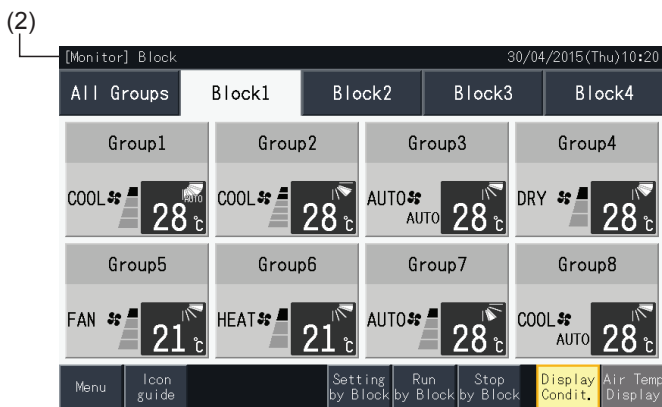 (2)
[Monitor] Block 30/04/2015(Thu)10:20
All Groups Block1 Block2 Block3 Block4
Group1 Group2 Group3 Group4
COOL AUTO 28℃ COOL 28℃ AUTO AUTO 28℃ DRY 28℃
Group5 Group6 Group7 Group8
FAN 21℃ HEAT 21℃ AUTO 28℃ COOL AUTO 28℃
Menu Icon guide Setting by Block Run by Block Stop by Block Display Condit. Air Temp Display